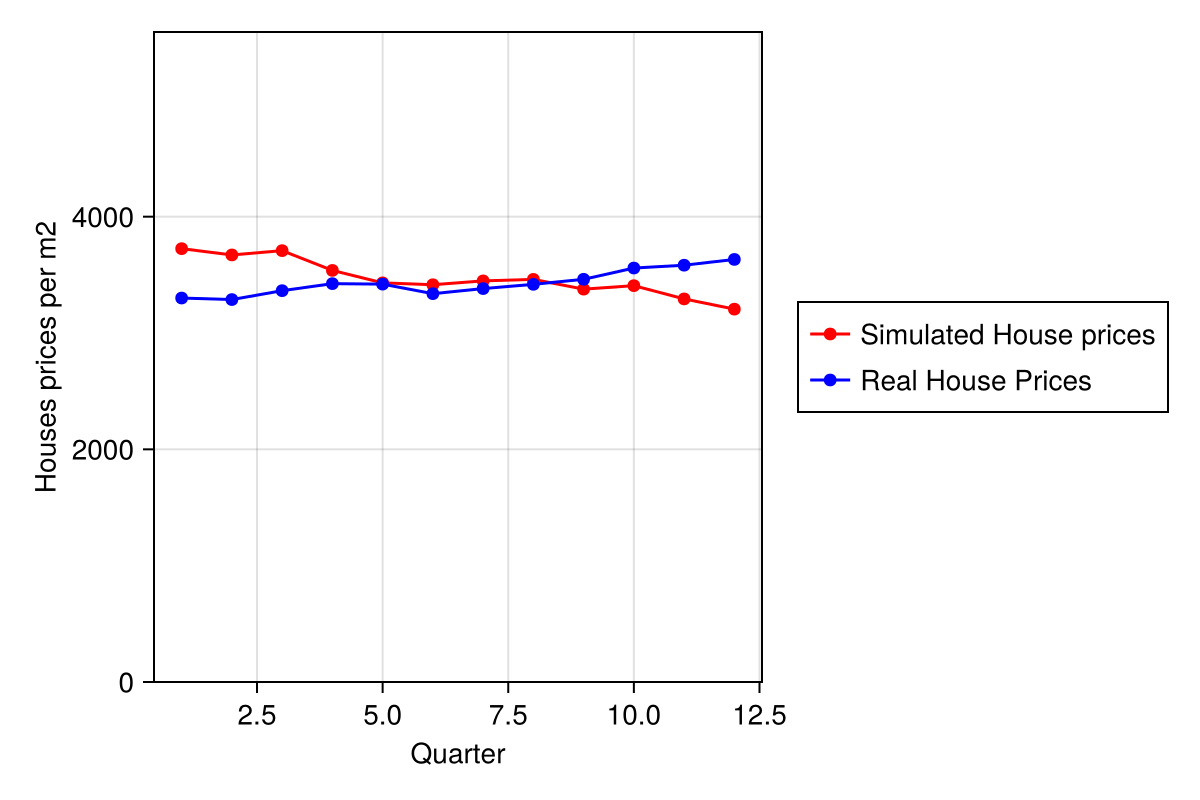 Houses prices per m2
4000
2000
0
2.5 5.0 7.5 10.0 12.5
Quarter
Simulated House prices
Real House Prices